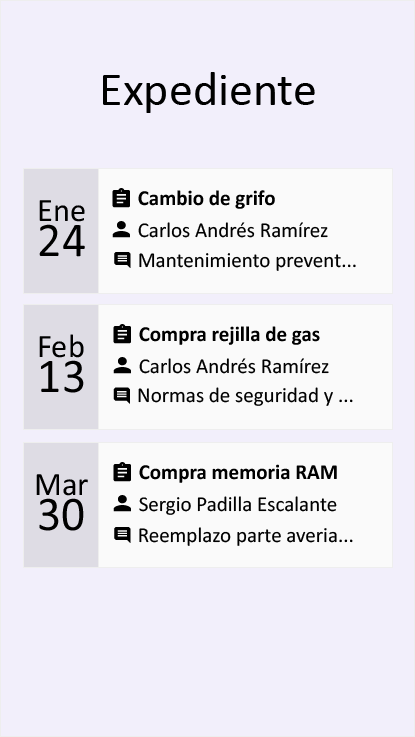 Expediente
Ene
24
Cambio de grifo
Carlos Andrés Ramírez
Mantenimiento prevent...
Feb
13
Compra rejilla de gas
Carlos Andrés Ramírez
Normas de seguridad y ...
Mar
30
Compra memoria RAM
Sergio Padilla Escalante
Reemplazo parte averia...